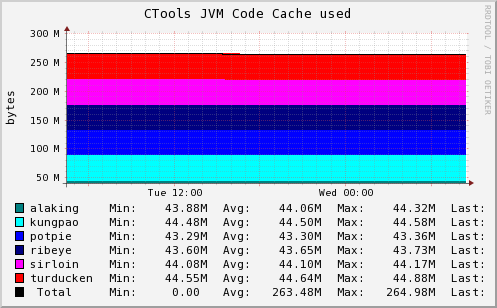 CTools JVM Code Cache used
RRDTOOL / TOBI OETIKER
bytes
300 M
250 M
200 M
150 M
100 M
50 M
Tue 12:00 Wed 00:00
alaking Min: 43.88M Avg: 44.06M Max: 44.32M Last:
kungpao Min: 44.48M Avg: 44.50M Max: 44.58M Last:
potpie Min: 43.29M Avg: 43.30M Max: 43.36M Last:
ribeye Min: 43.60M Avg: 43.65M Max: 43.73M Last:
sirloin Min: 44.08M Avg: 44.10M Max: 44.17M Last:
turducken Min: 44.55M Avg: 44.64M Max: 44.88M Last:
Total Min: 0.00 Avg: 263.48M Max: 264.98M Last: